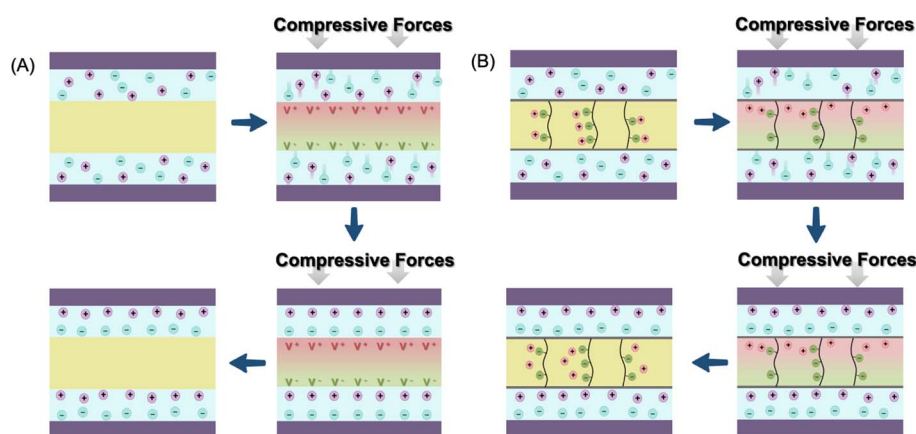 (A)
Compressive Forces
V+ V+ V+ V+ V+ V+
V- V- V- V- V- V-
Compressive Forces
V+ V+ V+ V+ V+ V+
V- V- V- V- V- V-
(B)
Compressive Forces
Compressive Forces